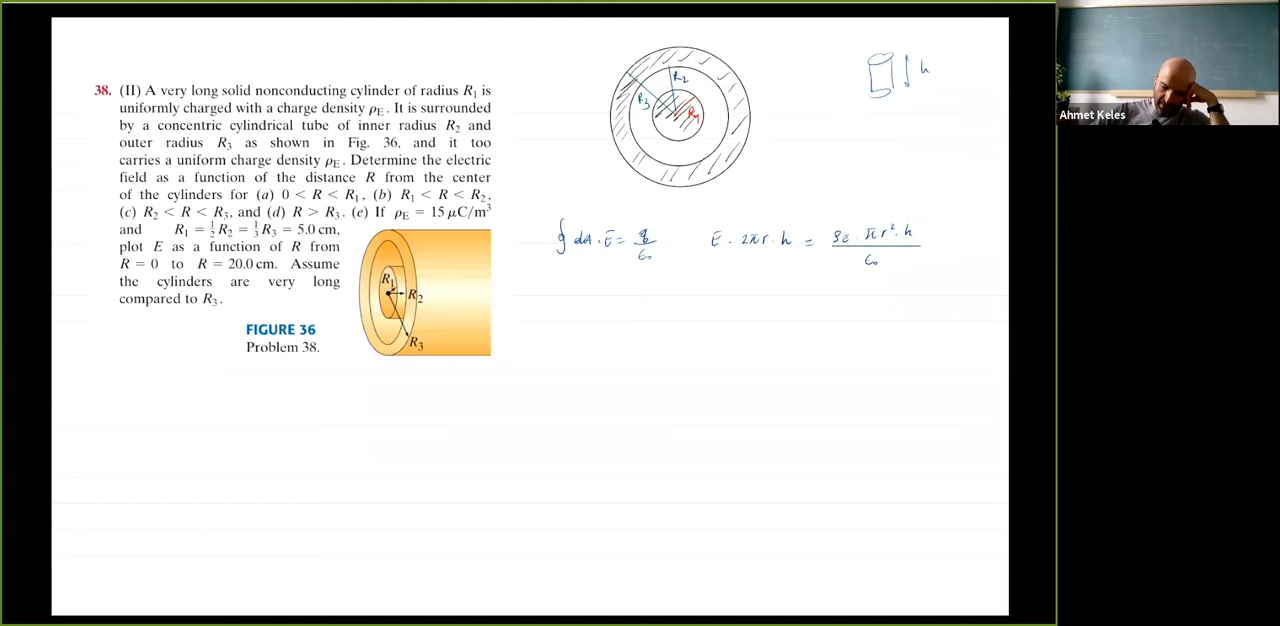 38. (II) A very long solid nonconducting cylinder of radius R₁ is
uniformly charged with a charge density ρE. It is surrounded
by a concentric cylindrical tube of inner radius R₂ and
outer radius R₃ as shown in Fig. 36, and it too
carries a uniform charge density ρE. Determine the electric
field as a function of the distance R from the center
of the cylinders for (a) 0 < R < R₁, (b) R₁ < R < R₂,
(c) R₂ < R < R₃, and (d) R > R₃. (e) If ρE = 15 μC/m³
and R₁ = ½R₂ = ⅓R₃ = 5.0 cm,
plot E as a function of R from
R = 0 to R = 20.0 cm. Assume
the cylinders are very long
compared to R₃.
FIGURE 36
Problem 38.
R₁
R₂
R₃
R₂
R₃
R₁
h
∮ dA · E = q/ε₀
E · 2πr · h = ρE · πr² · h / ε₀
Ahmet Keles